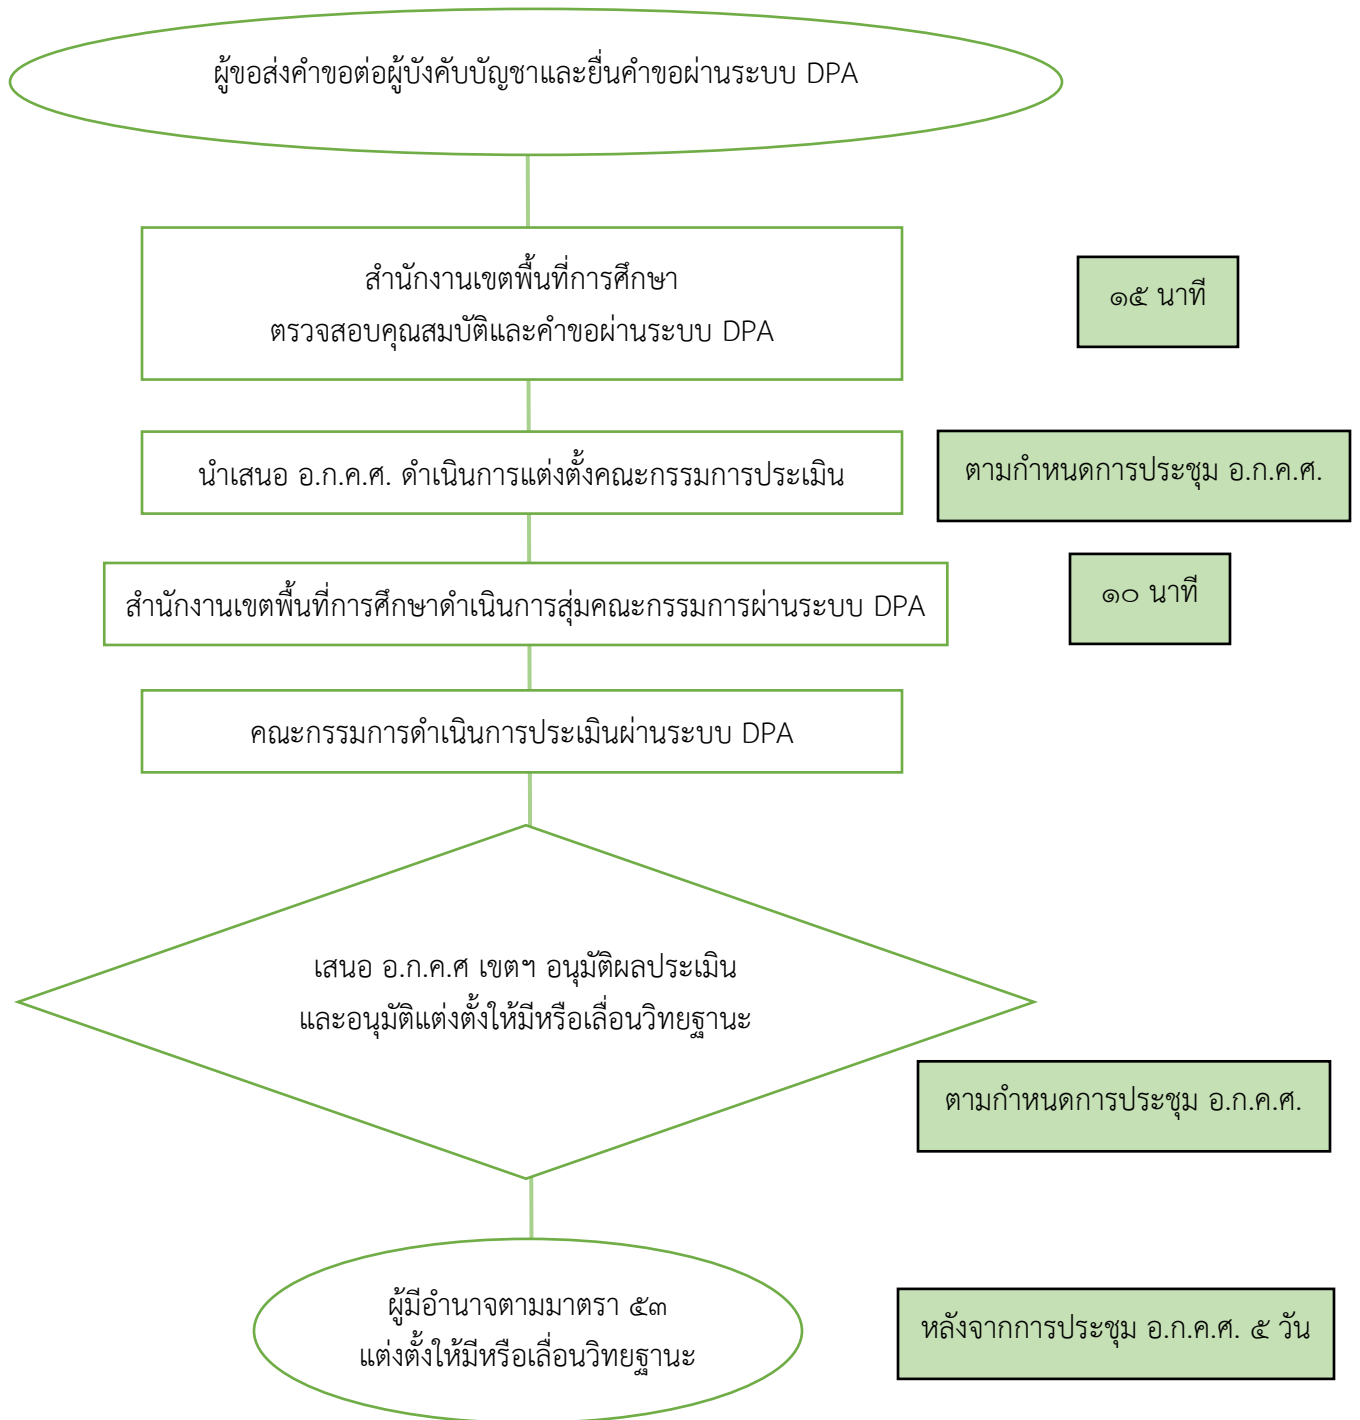 ผู้ขอส่งคำขอต่อผู้บังคับบัญชาและยื่นคำขอผ่านระบบ DPA
สำนักงานเขตพื้นที่การศึกษา
ตรวจสอบคุณสมบัติและคำขอผ่านระบบ DPA
๑๕ นาที
นำเสนอ อ.ก.ค.ศ. ดำเนินการแต่งตั้งคณะกรรมการประเมิน
ตามกำหนดการประชุม อ.ก.ค.ศ.
สำนักงานเขตพื้นที่การศึกษาดำเนินการสุ่มคณะกรรมการผ่านระบบ DPA
๑๐ นาที
คณะกรรมการดำเนินการประเมินผ่านระบบ DPA
เสนอ อ.ก.ค.ศ เขตฯ อนุมัติผลประเมิน
และอนุมัติแต่งตั้งให้มีหรือเลื่อนวิทยฐานะ
ตามกำหนดการประชุม อ.ก.ค.ศ.
ผู้มีอำนาจตามมาตรา ๕๓
แต่งตั้งให้มีหรือเลื่อนวิทยฐานะ
หลังจากการประชุม อ.ก.ค.ศ. ๕ วัน